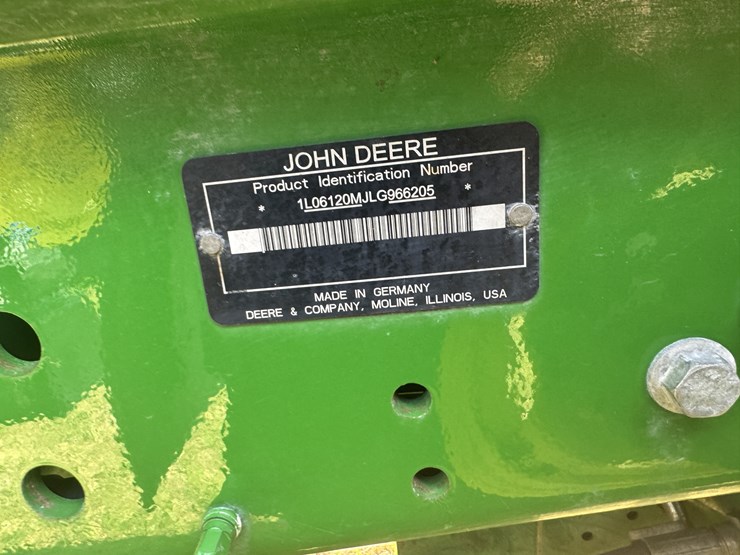 JOHN DEERE
Product Identification Number
* 1L06120MJLG966205 *
MADE IN GERMANY
DEERE & COMPANY, MOLINE, ILLINOIS, USA